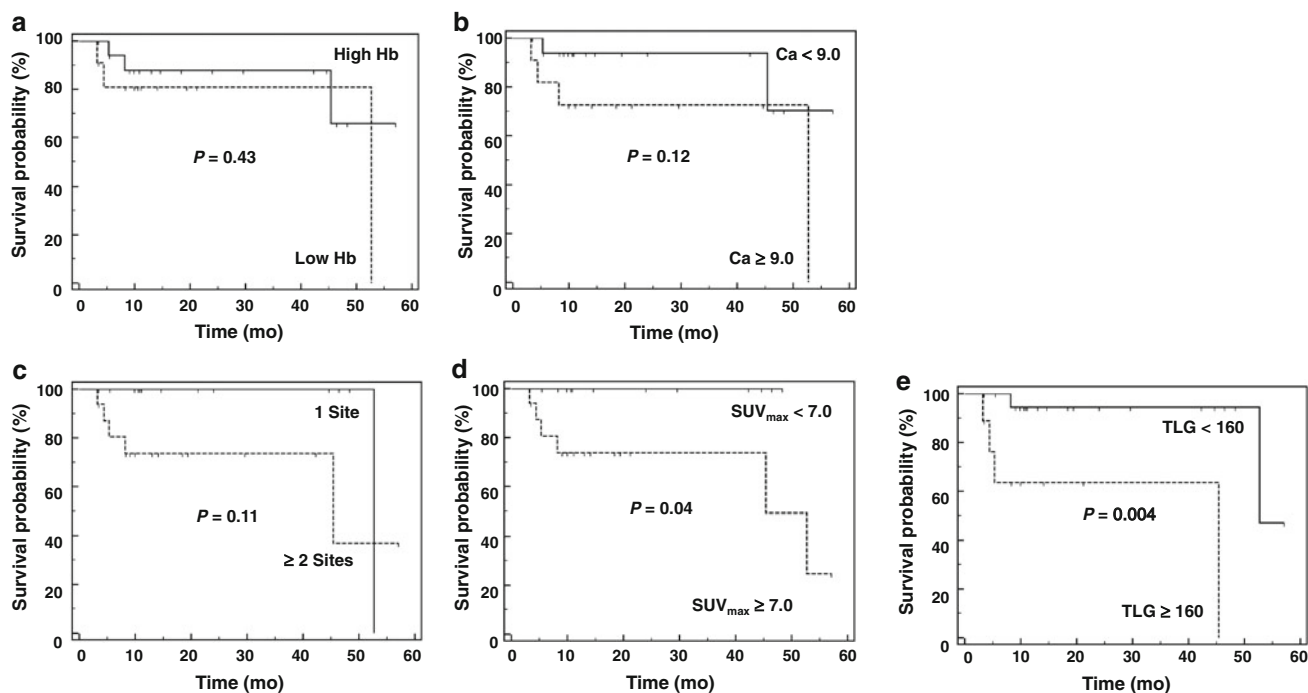 a
Survival probability (%)
100
80
60
40
20
0
High Hb
P = 0.43
Low Hb
0 10 20 30 40 50 60
Time (mo)
b
Survival probability (%)
100
80
60
40
20
0
Ca < 9.0
P = 0.12
Ca ≥ 9.0
0 10 20 30 40 50 60
Time (mo)
c
Survival probability (%)
100
80
60
40
20
0
1 Site
P = 0.11
≥ 2 Sites
0 10 20 30 40 50 60
Time (mo)
d
Survival probability (%)
100
80
60
40
20
0
SUVmax < 7.0
P = 0.04
SUVmax ≥ 7.0
0 10 20 30 40 50 60
Time (mo)
e
Survival probability (%)
100
80
60
40
20
0
TLG < 160
P = 0.004
TLG ≥ 160
0 10 20 30 40 50 60
Time (mo)